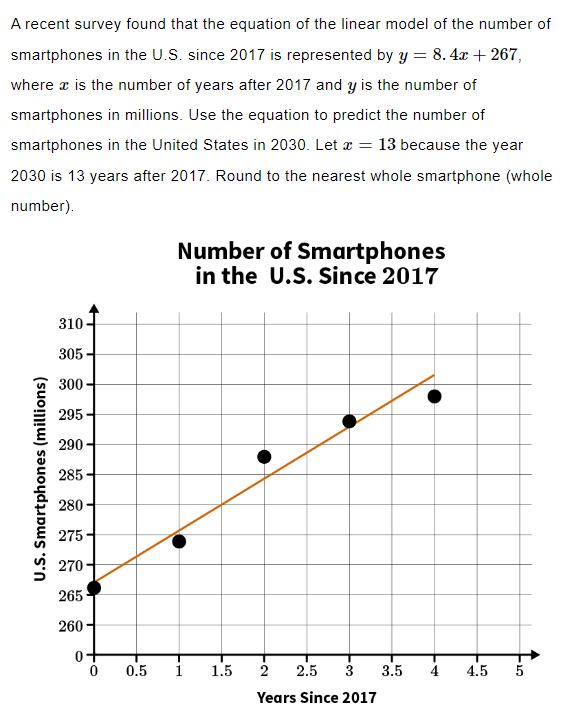 A recent survey found that the equation of the linear model of the number of
smartphones in the U.S. since 2017 is represented by y = 8.4x + 267,
where x is the number of years after 2017 and y is the number of
smartphones in millions. Use the equation to predict the number of
smartphones in the United States in 2030. Let x = 13 because the year
2030 is 13 years after 2017. Round to the nearest whole smartphone (whole
number).
Number of Smartphones
in the U.S. Since 2017
U.S. Smartphones (millions)
310
305
300
295
290
285
280
275
270
265
260
0
0 0.5 1 1.5 2 2.5 3 3.5 4 4.5 5
Years Since 2017